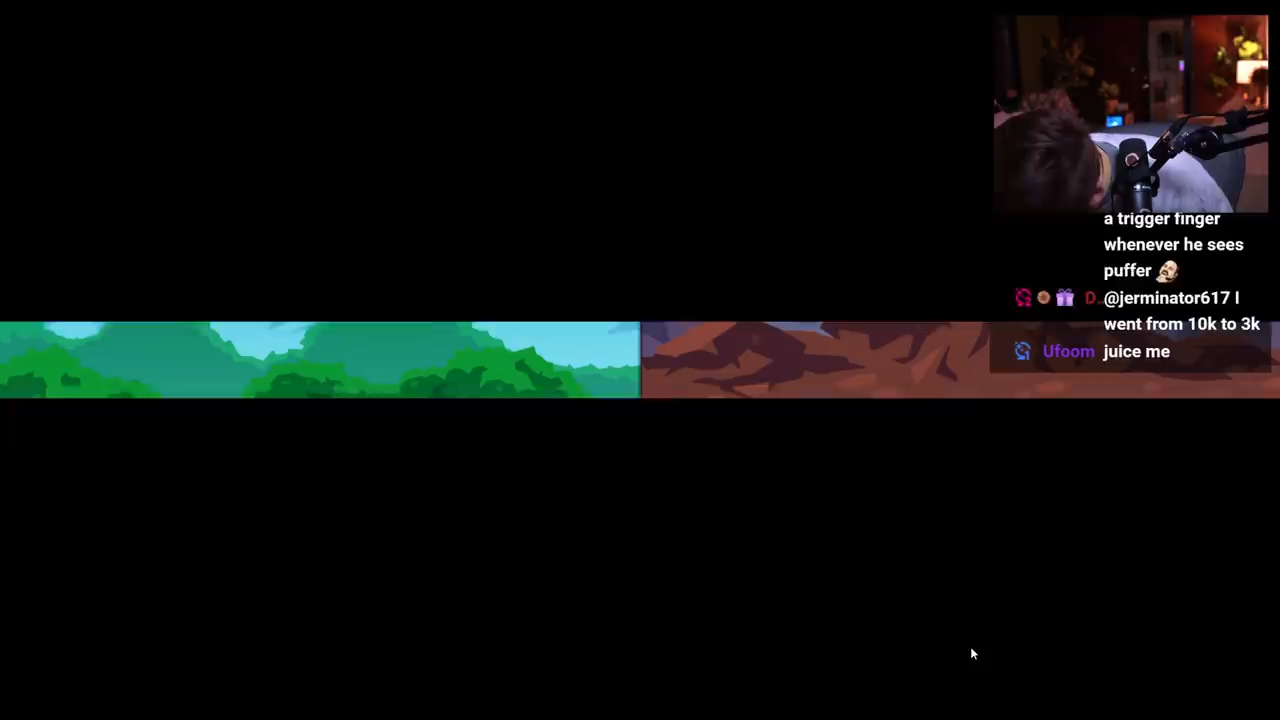 a trigger finger
whenever he sees
puffer
D.. @jerminator617 I
went from 10k to 3k
Ufoom juice me